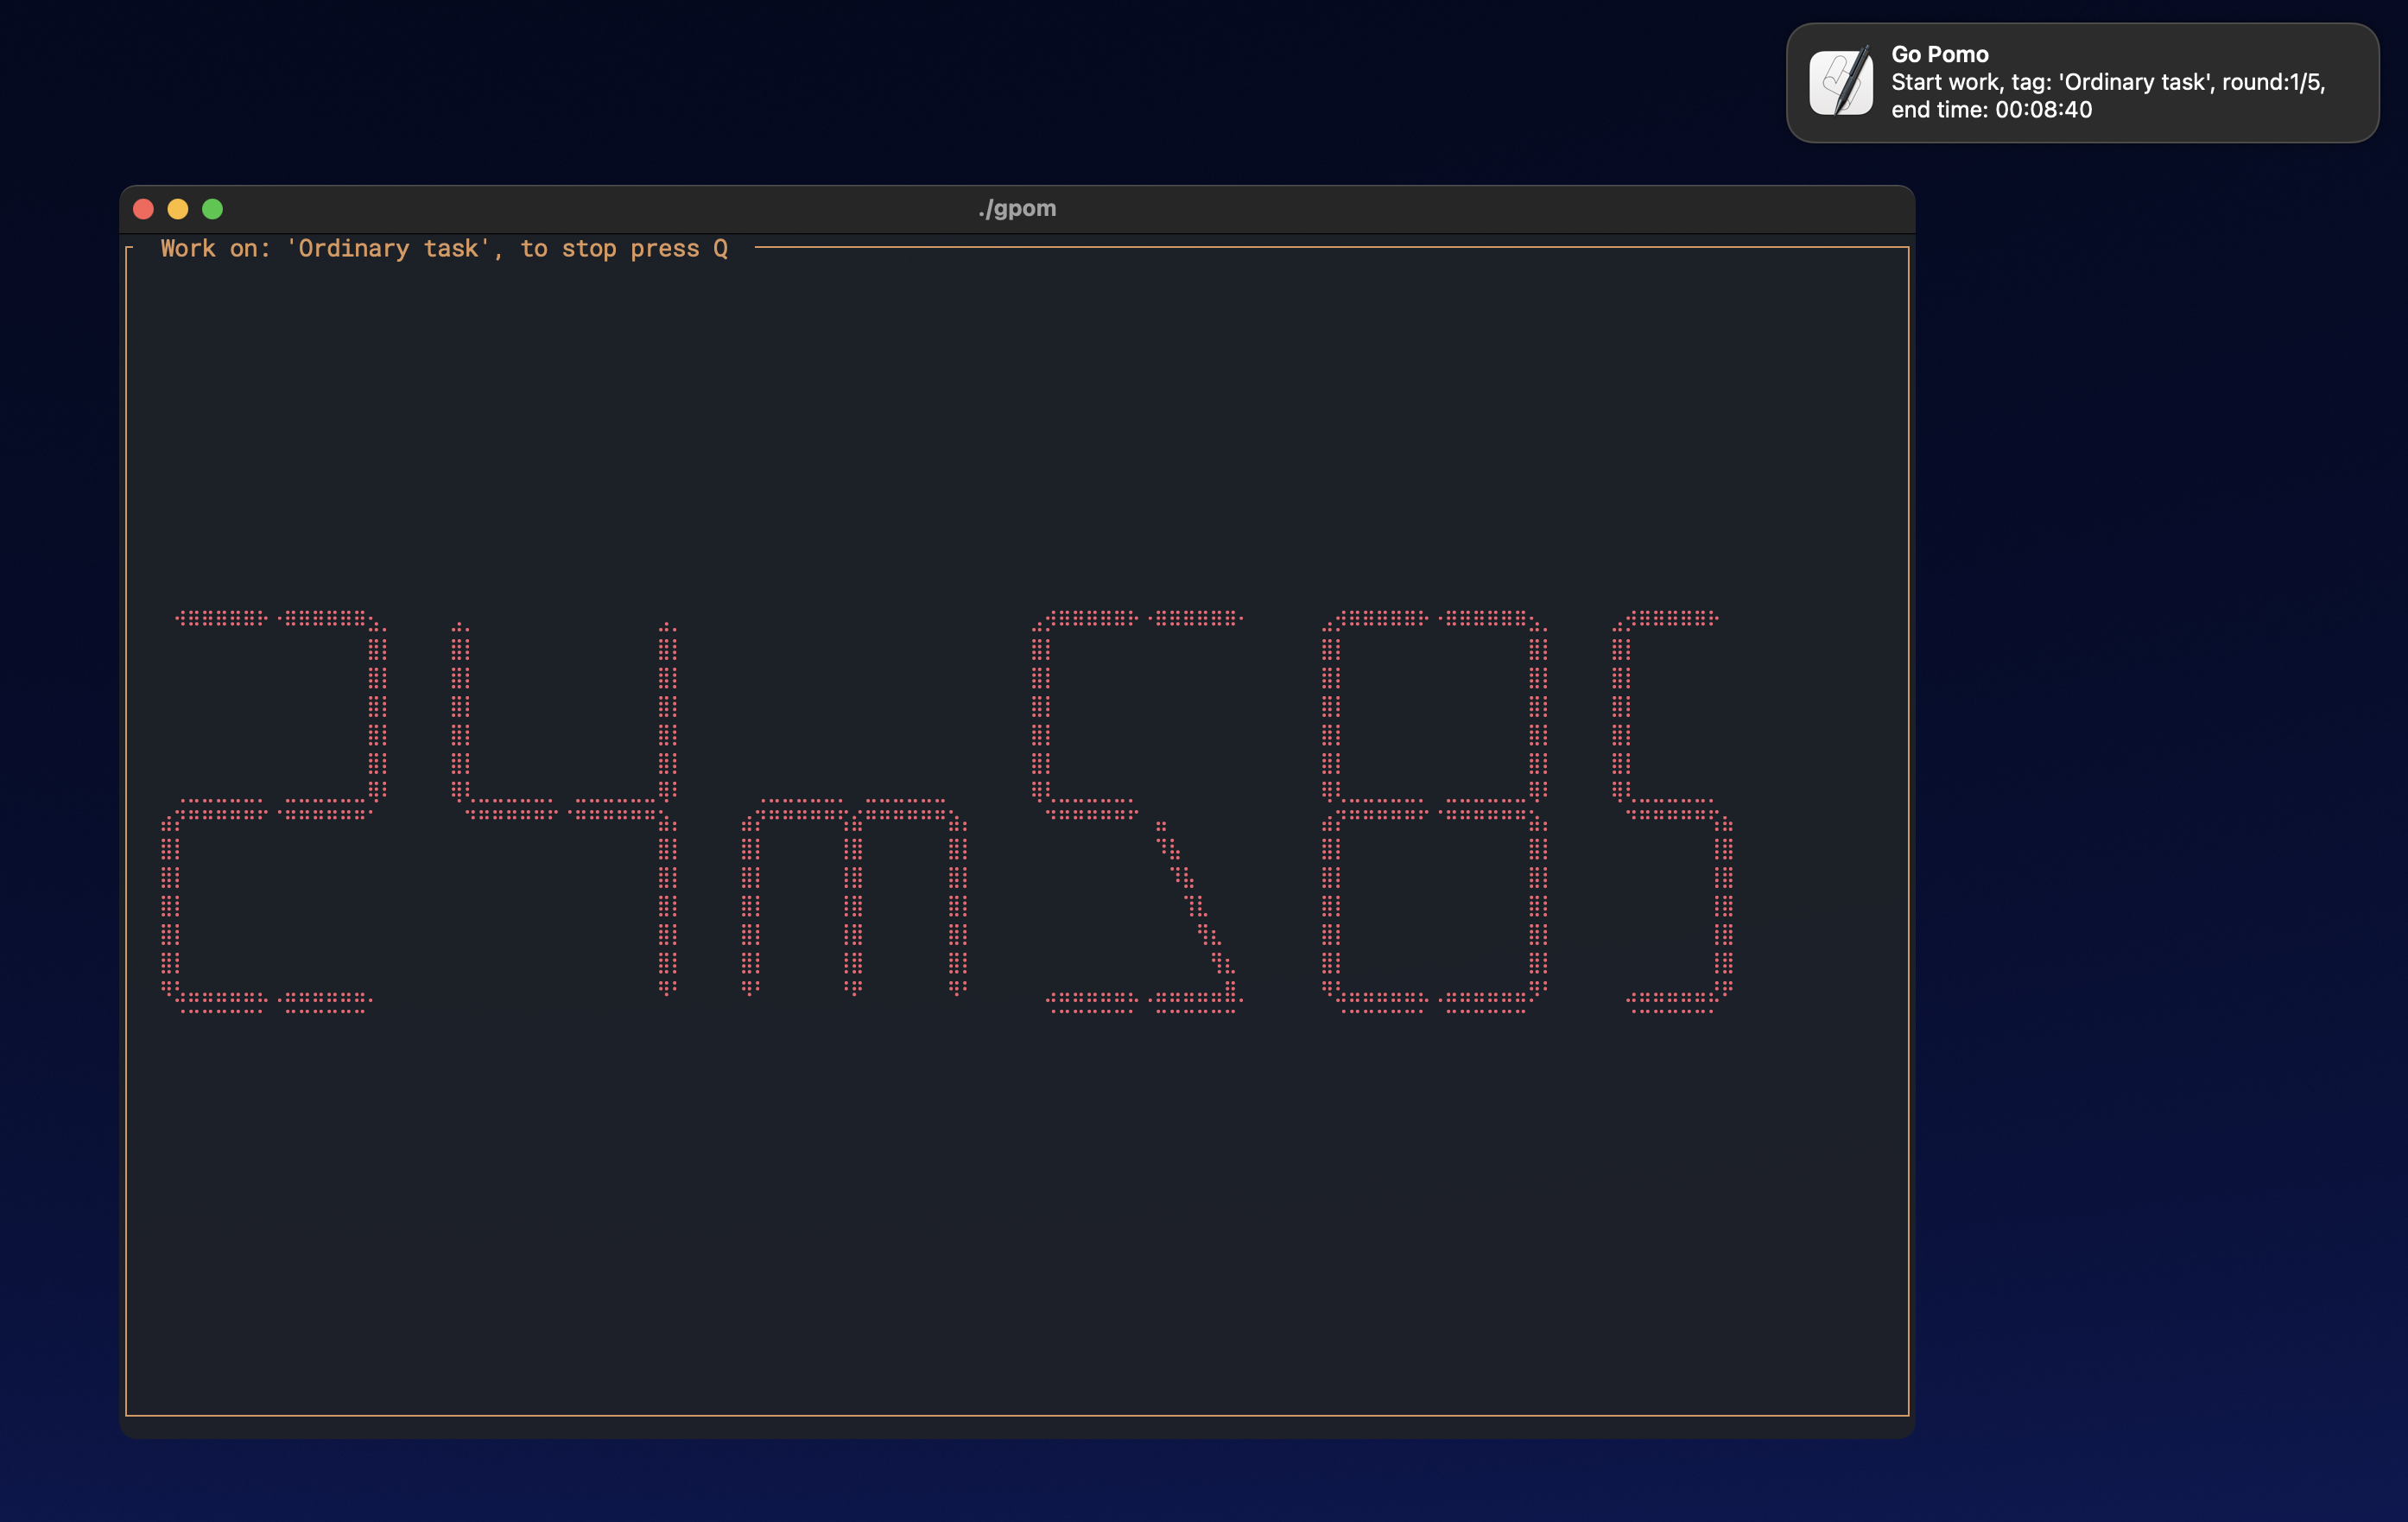 Go Pomo
Start work, tag: 'Ordinary task', round:1/5,
end time: 00:08:40
./gpom
Work on: 'Ordinary task', to stop press Q
24m58s